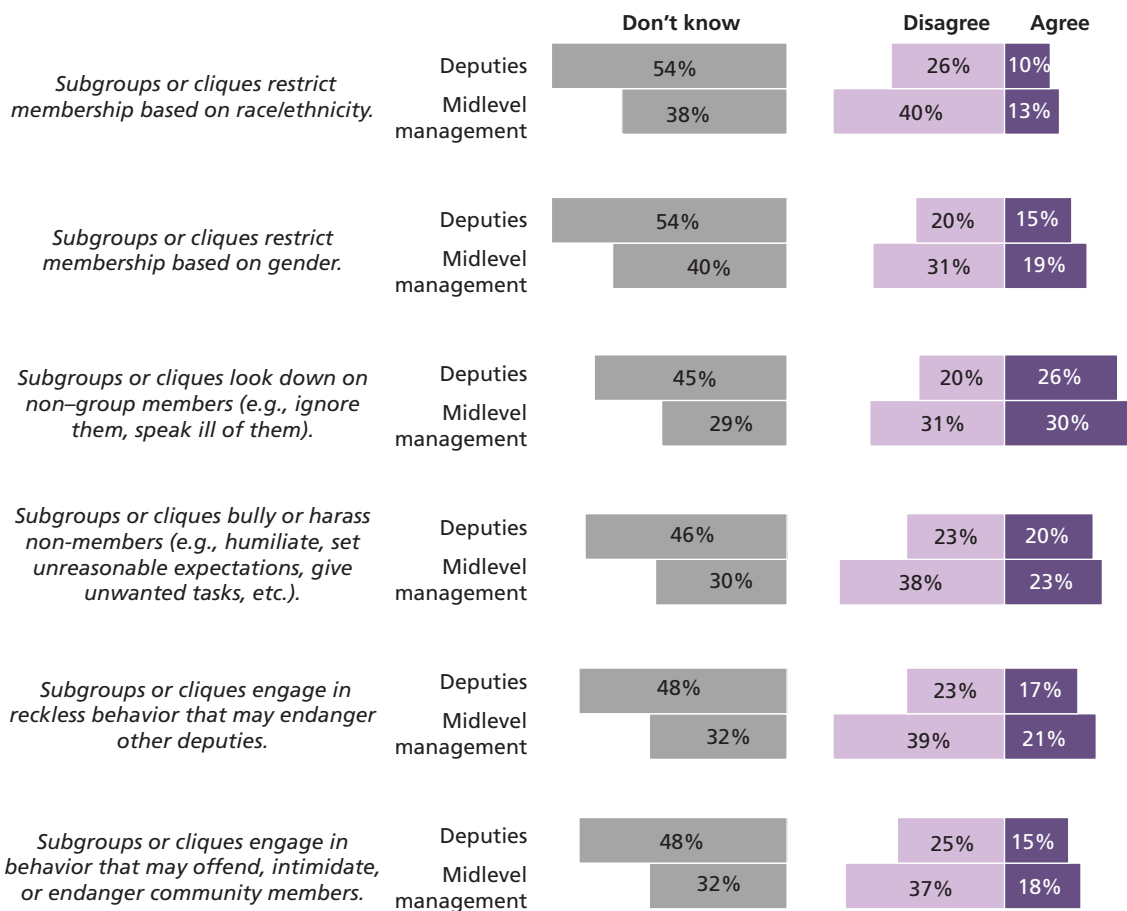 Don't know Disagree Agree
Subgroups or cliques restrict
membership based on race/ethnicity.
Deputies 54% 26% 10%
Midlevel
management 38% 40% 13%
Subgroups or cliques restrict
membership based on gender.
Deputies 54% 20% 15%
Midlevel
management 40% 31% 19%
Subgroups or cliques look down on
non–group members (e.g., ignore
them, speak ill of them).
Deputies 45% 20% 26%
Midlevel
management 29% 31% 30%
Subgroups or cliques bully or harass
non-members (e.g., humiliate, set
unreasonable expectations, give
unwanted tasks, etc.).
Deputies 46% 23% 20%
Midlevel
management 30% 38% 23%
Subgroups or cliques engage in
reckless behavior that may endanger
other deputies.
Deputies 48% 23% 17%
Midlevel
management 32% 39% 21%
Subgroups or cliques engage in
behavior that may offend, intimidate,
or endanger community members.
Deputies 48% 25% 15%
Midlevel
management 32% 37% 18%